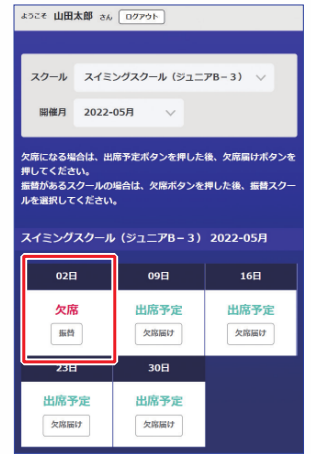 ようこそ 山田太郎 さん ログアウト
スクール スイミングスクール（ジュニアB－3）
開催月 2022-05月
欠席になる場合は、出席予定ボタンを押した後、欠席届けボタンを
押してください。
振替があるスクールの場合は、欠席ボタンを押した後、振替スクー
ルを選択してください。
スイミングスクール（ジュニアB－3） 2022-05月
02日 09日 16日
欠席 出席予定 出席予定
振替 欠席届け 欠席届け
23日 30日
出席予定 出席予定
欠席届け 欠席届け